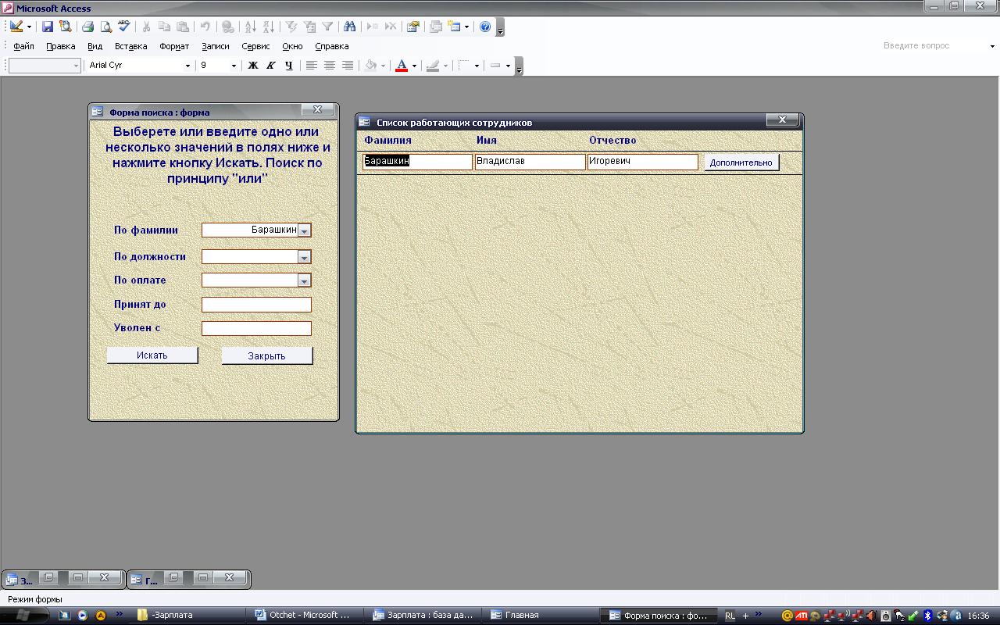 Microsoft Access
Файл Правка Вид Вставка Формат Записи Сервис Окно Справка
Введите вопрос
Arial Cyr 9 Ж К Ч
Форма поиска : форма
Выберете или введите одно или
несколько значений в полях ниже и
нажмите кнопку Искать. Поиск по
принципу "или"
По фамилии Барашкин
По должности
По оплате
Принят до
Уволен с
Искать Закрыть
Список работающих сотрудников
Фамилия Имя Отчество
Барашкин Владислав Игоревич Дополнительно
З... Г...
Режим формы
-Зарплата Otchet - Microsoft ... Зарплата : база да... Главная Форма поиска : фо... RL 16:36